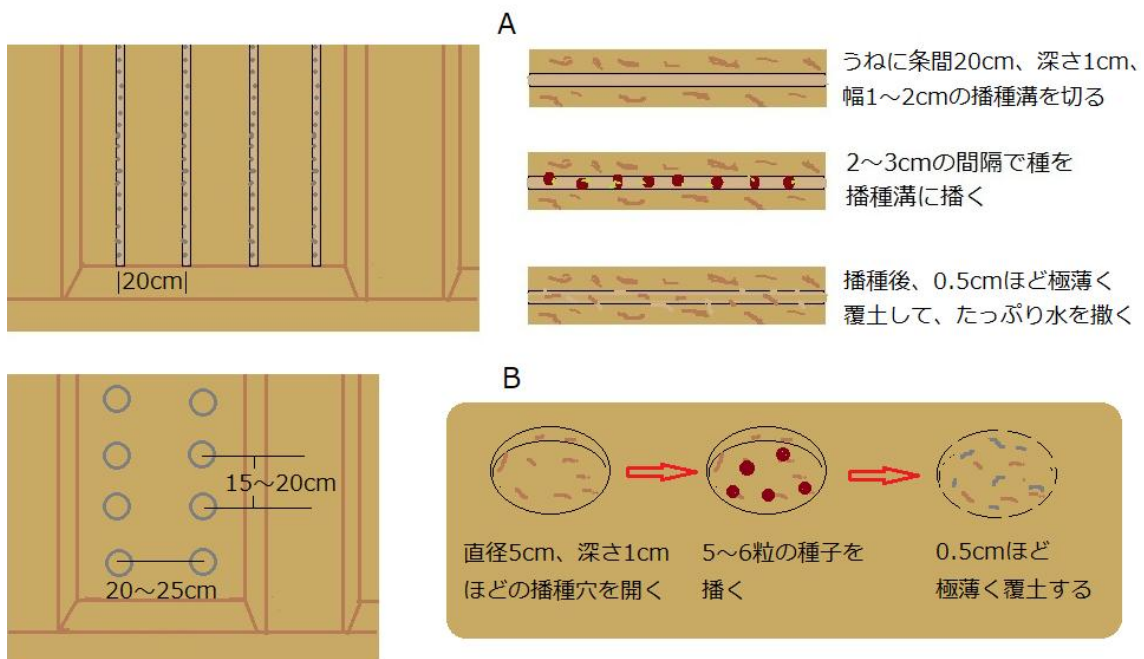 A
うねに条間20cm、深さ1cm、
幅1～2cmの播種溝を切る
2～3cmの間隔で種を
播種溝に播く
20cm
播種後、0.5cmほど極薄く
覆土して、たっぷり水を撒く
B
15～20cm
20～25cm
直径5cm、深さ1cm
ほどの播種穴を開く
5～6粒の種子を
播く
0.5cmほど
極薄く覆土する